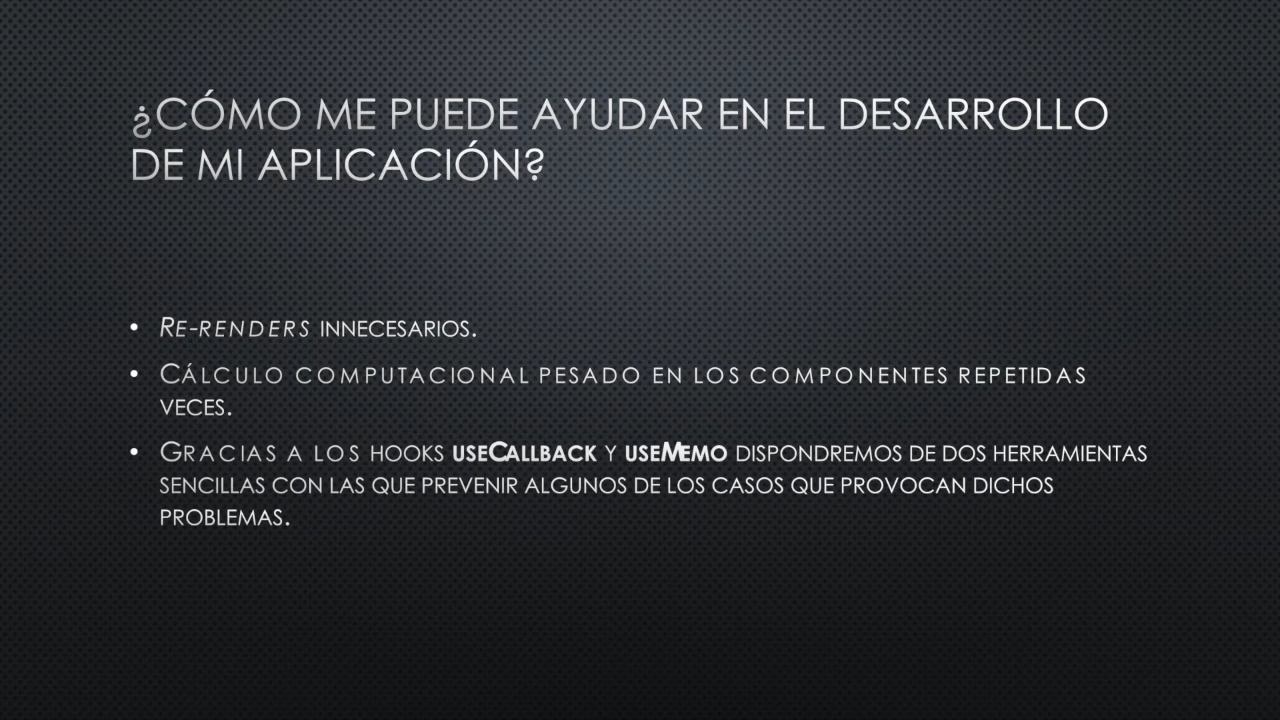 ¿CÓMO ME PUEDE AYUDAR EN EL DESARROLLO
DE MI APLICACIÓN?
• RE-RENDERS INNECESARIOS.
• CÁLCULO COMPUTACIONAL PESADO EN LOS COMPONENTES REPETIDAS
VECES.
• GRACIAS A LOS HOOKS USECALLBACK Y USEMEMO DISPONDREMOS DE DOS HERRAMIENTAS
SENCILLAS CON LAS QUE PREVENIR ALGUNOS DE LOS CASOS QUE PROVOCAN DICHOS
PROBLEMAS.